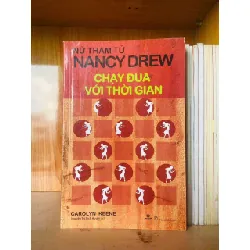 NỮ THÁM TỬ
NANCY DREW
CHẠY ĐUA
VỚI THỜI GIAN
CAROLYN KEENE